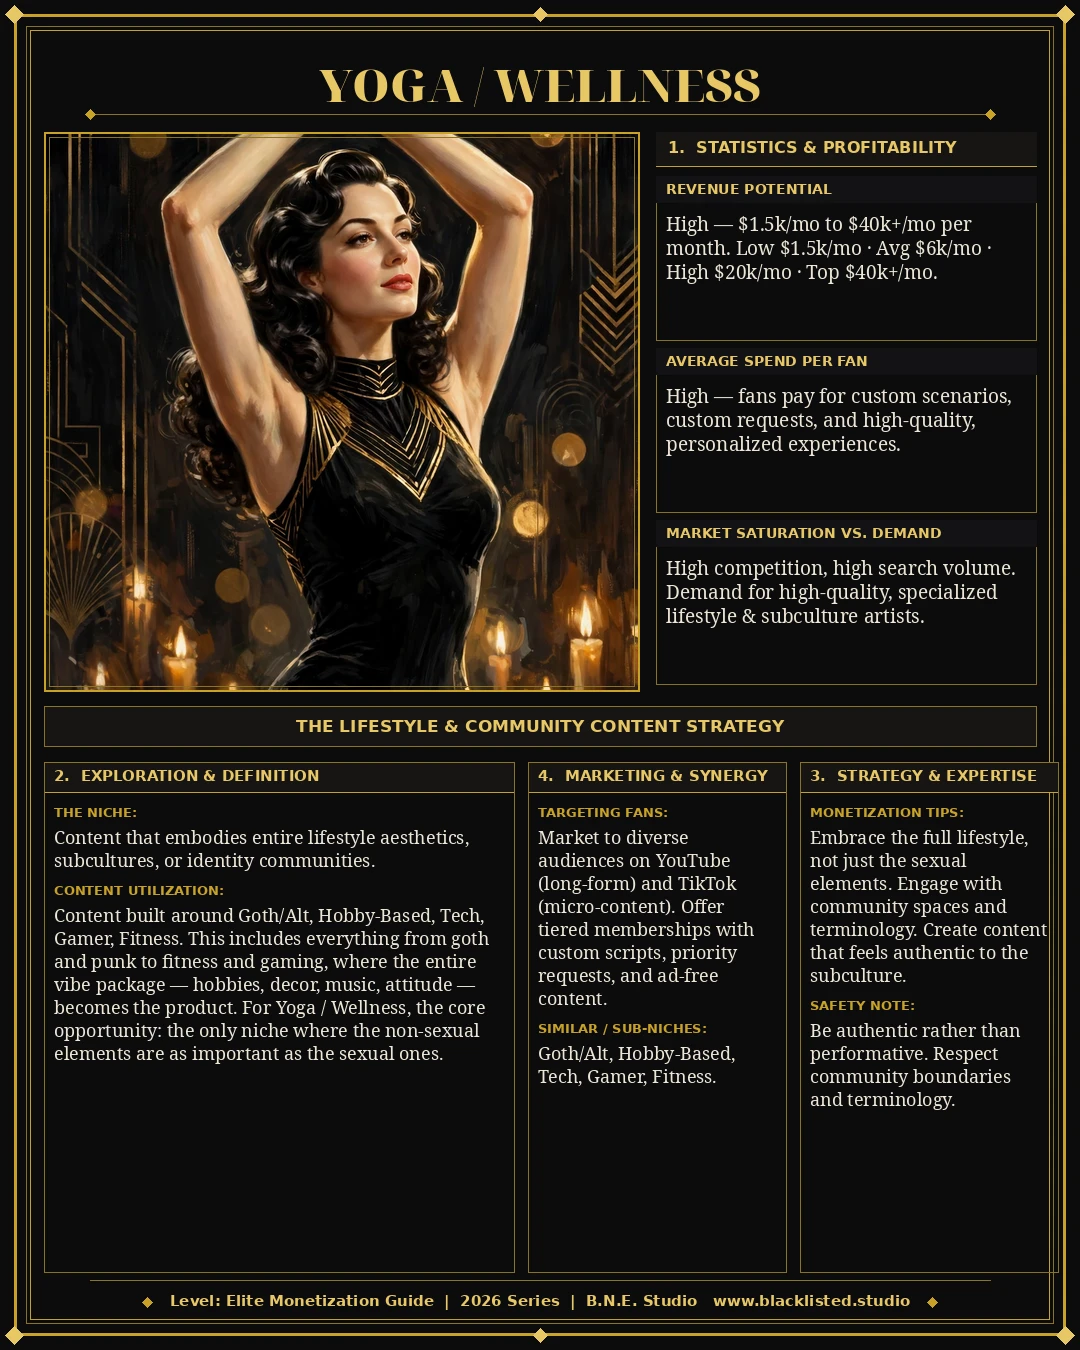 YOGA / WELLNESS
1. STATISTICS & PROFITABILITY
REVENUE POTENTIAL
High — $1.5k/mo to $40k+/mo per
month. Low $1.5k/mo · Avg $6k/mo ·
High $20k/mo · Top $40k+/mo.
AVERAGE SPEND PER FAN
High — fans pay for custom scenarios,
custom requests, and high-quality,
personalized experiences.
MARKET SATURATION VS. DEMAND
High competition, high search volume.
Demand for high-quality, specialized
lifestyle & subculture artists.
THE LIFESTYLE & COMMUNITY CONTENT STRATEGY
2. EXPLORATION & DEFINITION
THE NICHE:
Content that embodies entire lifestyle aesthetics,
subcultures, or identity communities.
CONTENT UTILIZATION:
Content built around Goth/Alt, Hobby-Based, Tech,
Gamer, Fitness. This includes everything from goth
and punk to fitness and gaming, where the entire
vibe package — hobbies, decor, music, attitude —
becomes the product. For Yoga / Wellness, the core
opportunity: the only niche where the non-sexual
elements are as important as the sexual ones.
4. MARKETING & SYNERGY
TARGETING FANS:
Market to diverse
audiences on YouTube
(long-form) and TikTok
(micro-content). Offer
tiered memberships with
custom scripts, priority
requests, and ad-free
content.
SIMILAR / SUB-NICHES:
Goth/Alt, Hobby-Based,
Tech, Gamer, Fitness.
3. STRATEGY & EXPERTISE
MONETIZATION TIPS:
Embrace the full lifestyle,
not just the sexual
elements. Engage with
community spaces and
terminology. Create content
that feels authentic to the
subculture.
SAFETY NOTE:
Be authentic rather than
performative. Respect
community boundaries
and terminology.
Level: Elite Monetization Guide | 2026 Series | B.N.E. Studio www.blacklisted.studio